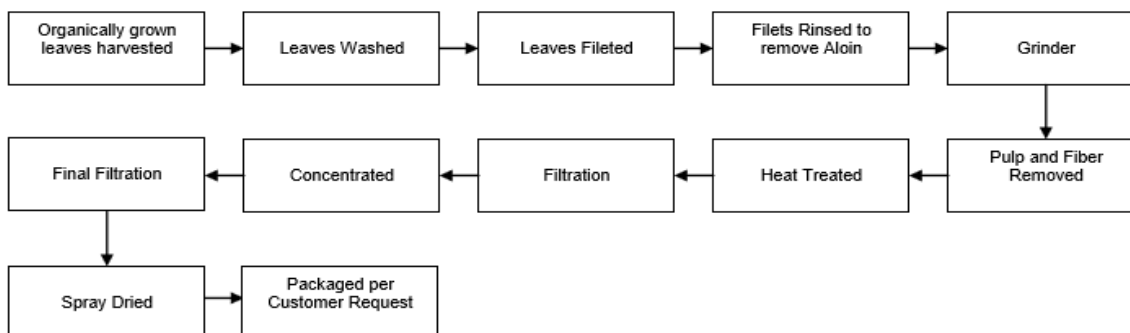 Organically grown
leaves harvested
Leaves Washed
Leaves Fileted
Filets Rinsed to
remove Aloin
Grinder
Pulp and Fiber
Removed
Heat Treated
Filtration
Concentrated
Final Filtration
Spray Dried
Packaged per
Customer Request